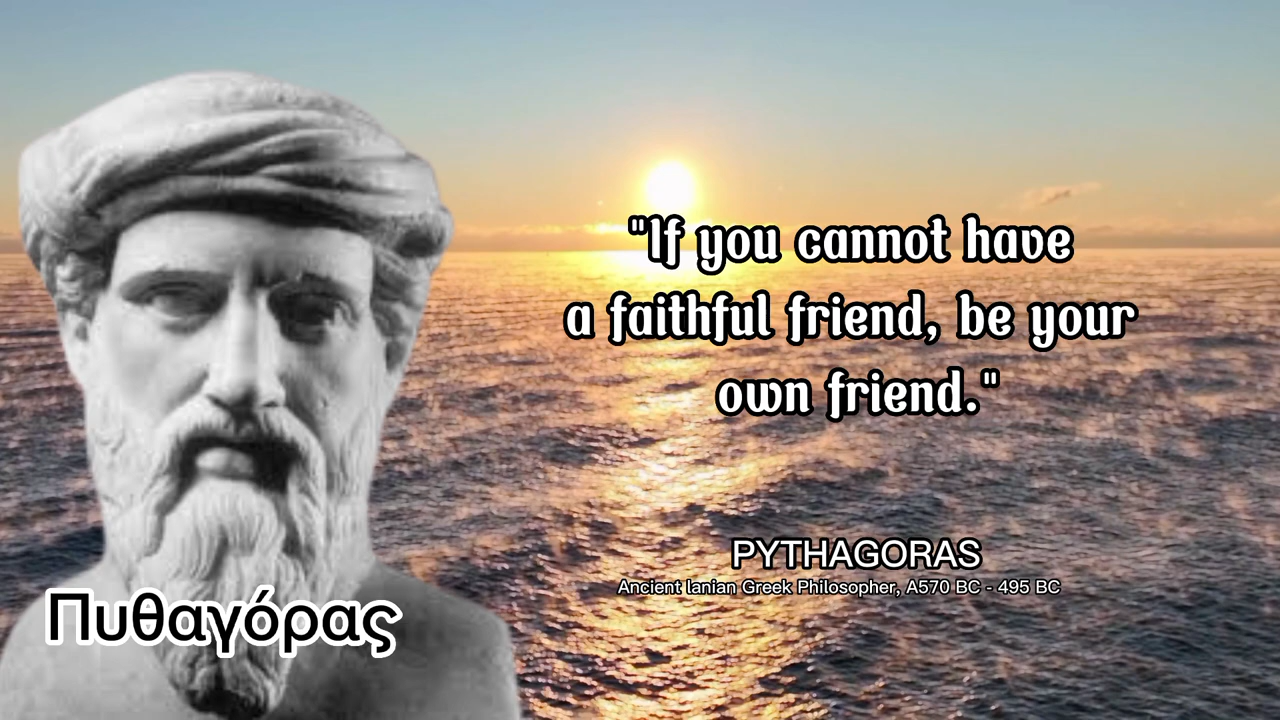 "If you cannot have
a faithful friend, be your
own friend."
PYTHAGORAS
Ancient Ianian Greek Philosopher, A570 BC - 495 BC
Πυθαγόρας